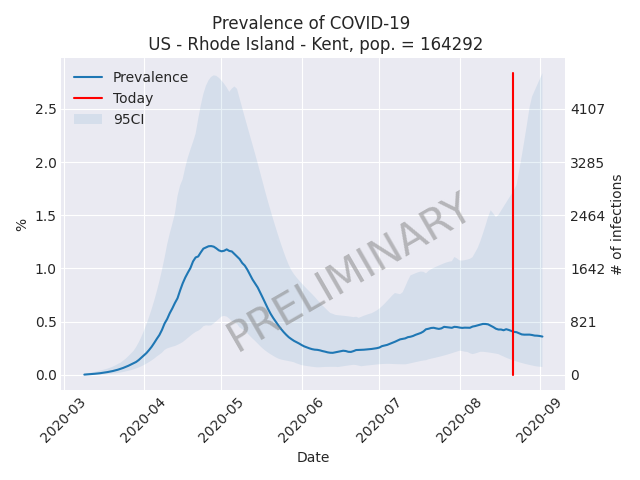 Prevalence of COVID-19
US - Rhode Island - Kent, pop. = 164292
Prevalence
Today
95CI
PRELIMINARY
%
2.5
2.0
1.5
1.0
0.5
0.0
4107
3285
2464
1642
821
0
# of infections
2020-03
2020-04
2020-05
2020-06
2020-07
2020-08
2020-09
Date